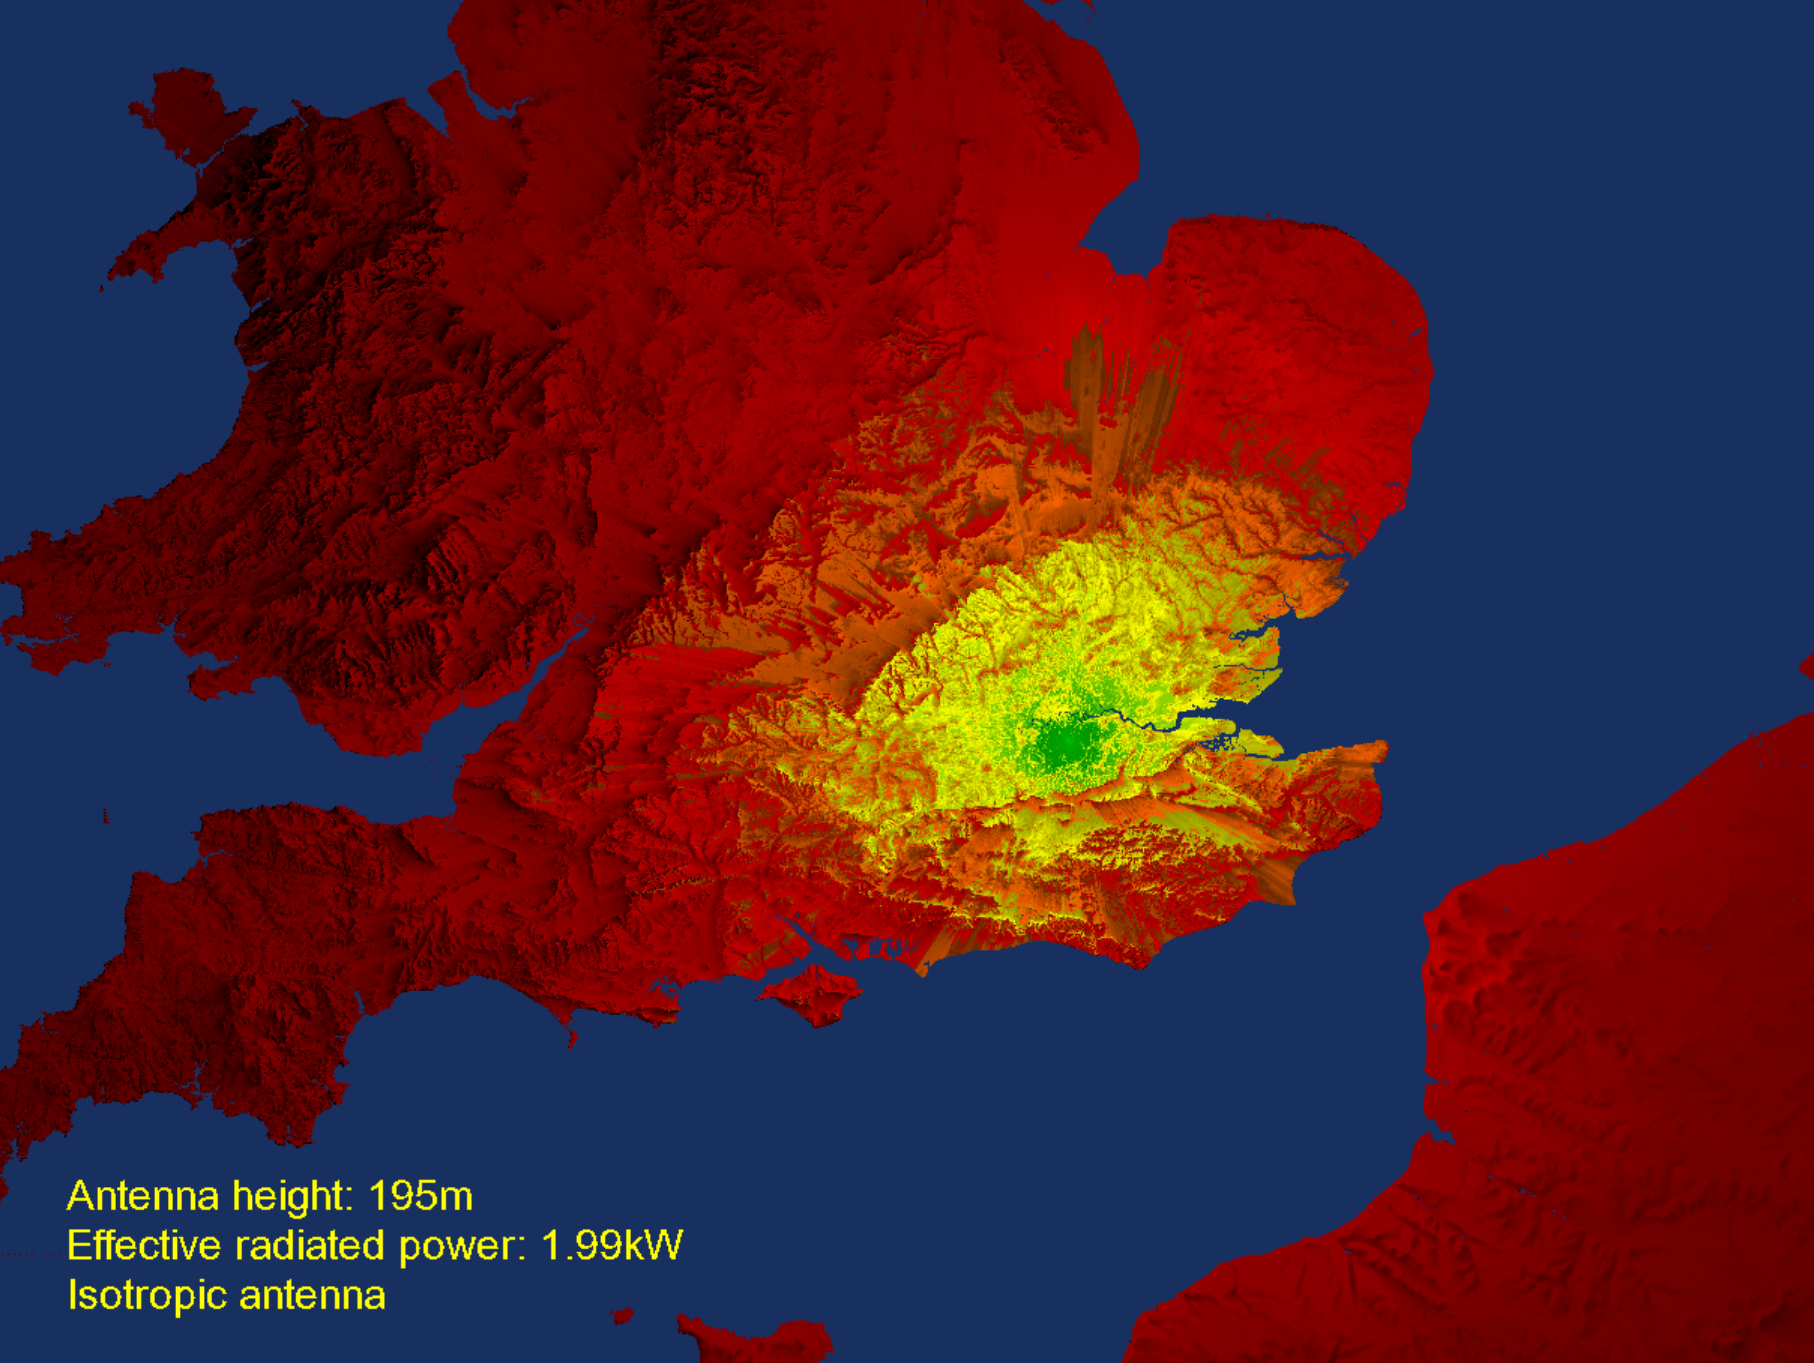 Antenna height: 195m
Effective radiated power: 1.99kW
Isotropic antenna